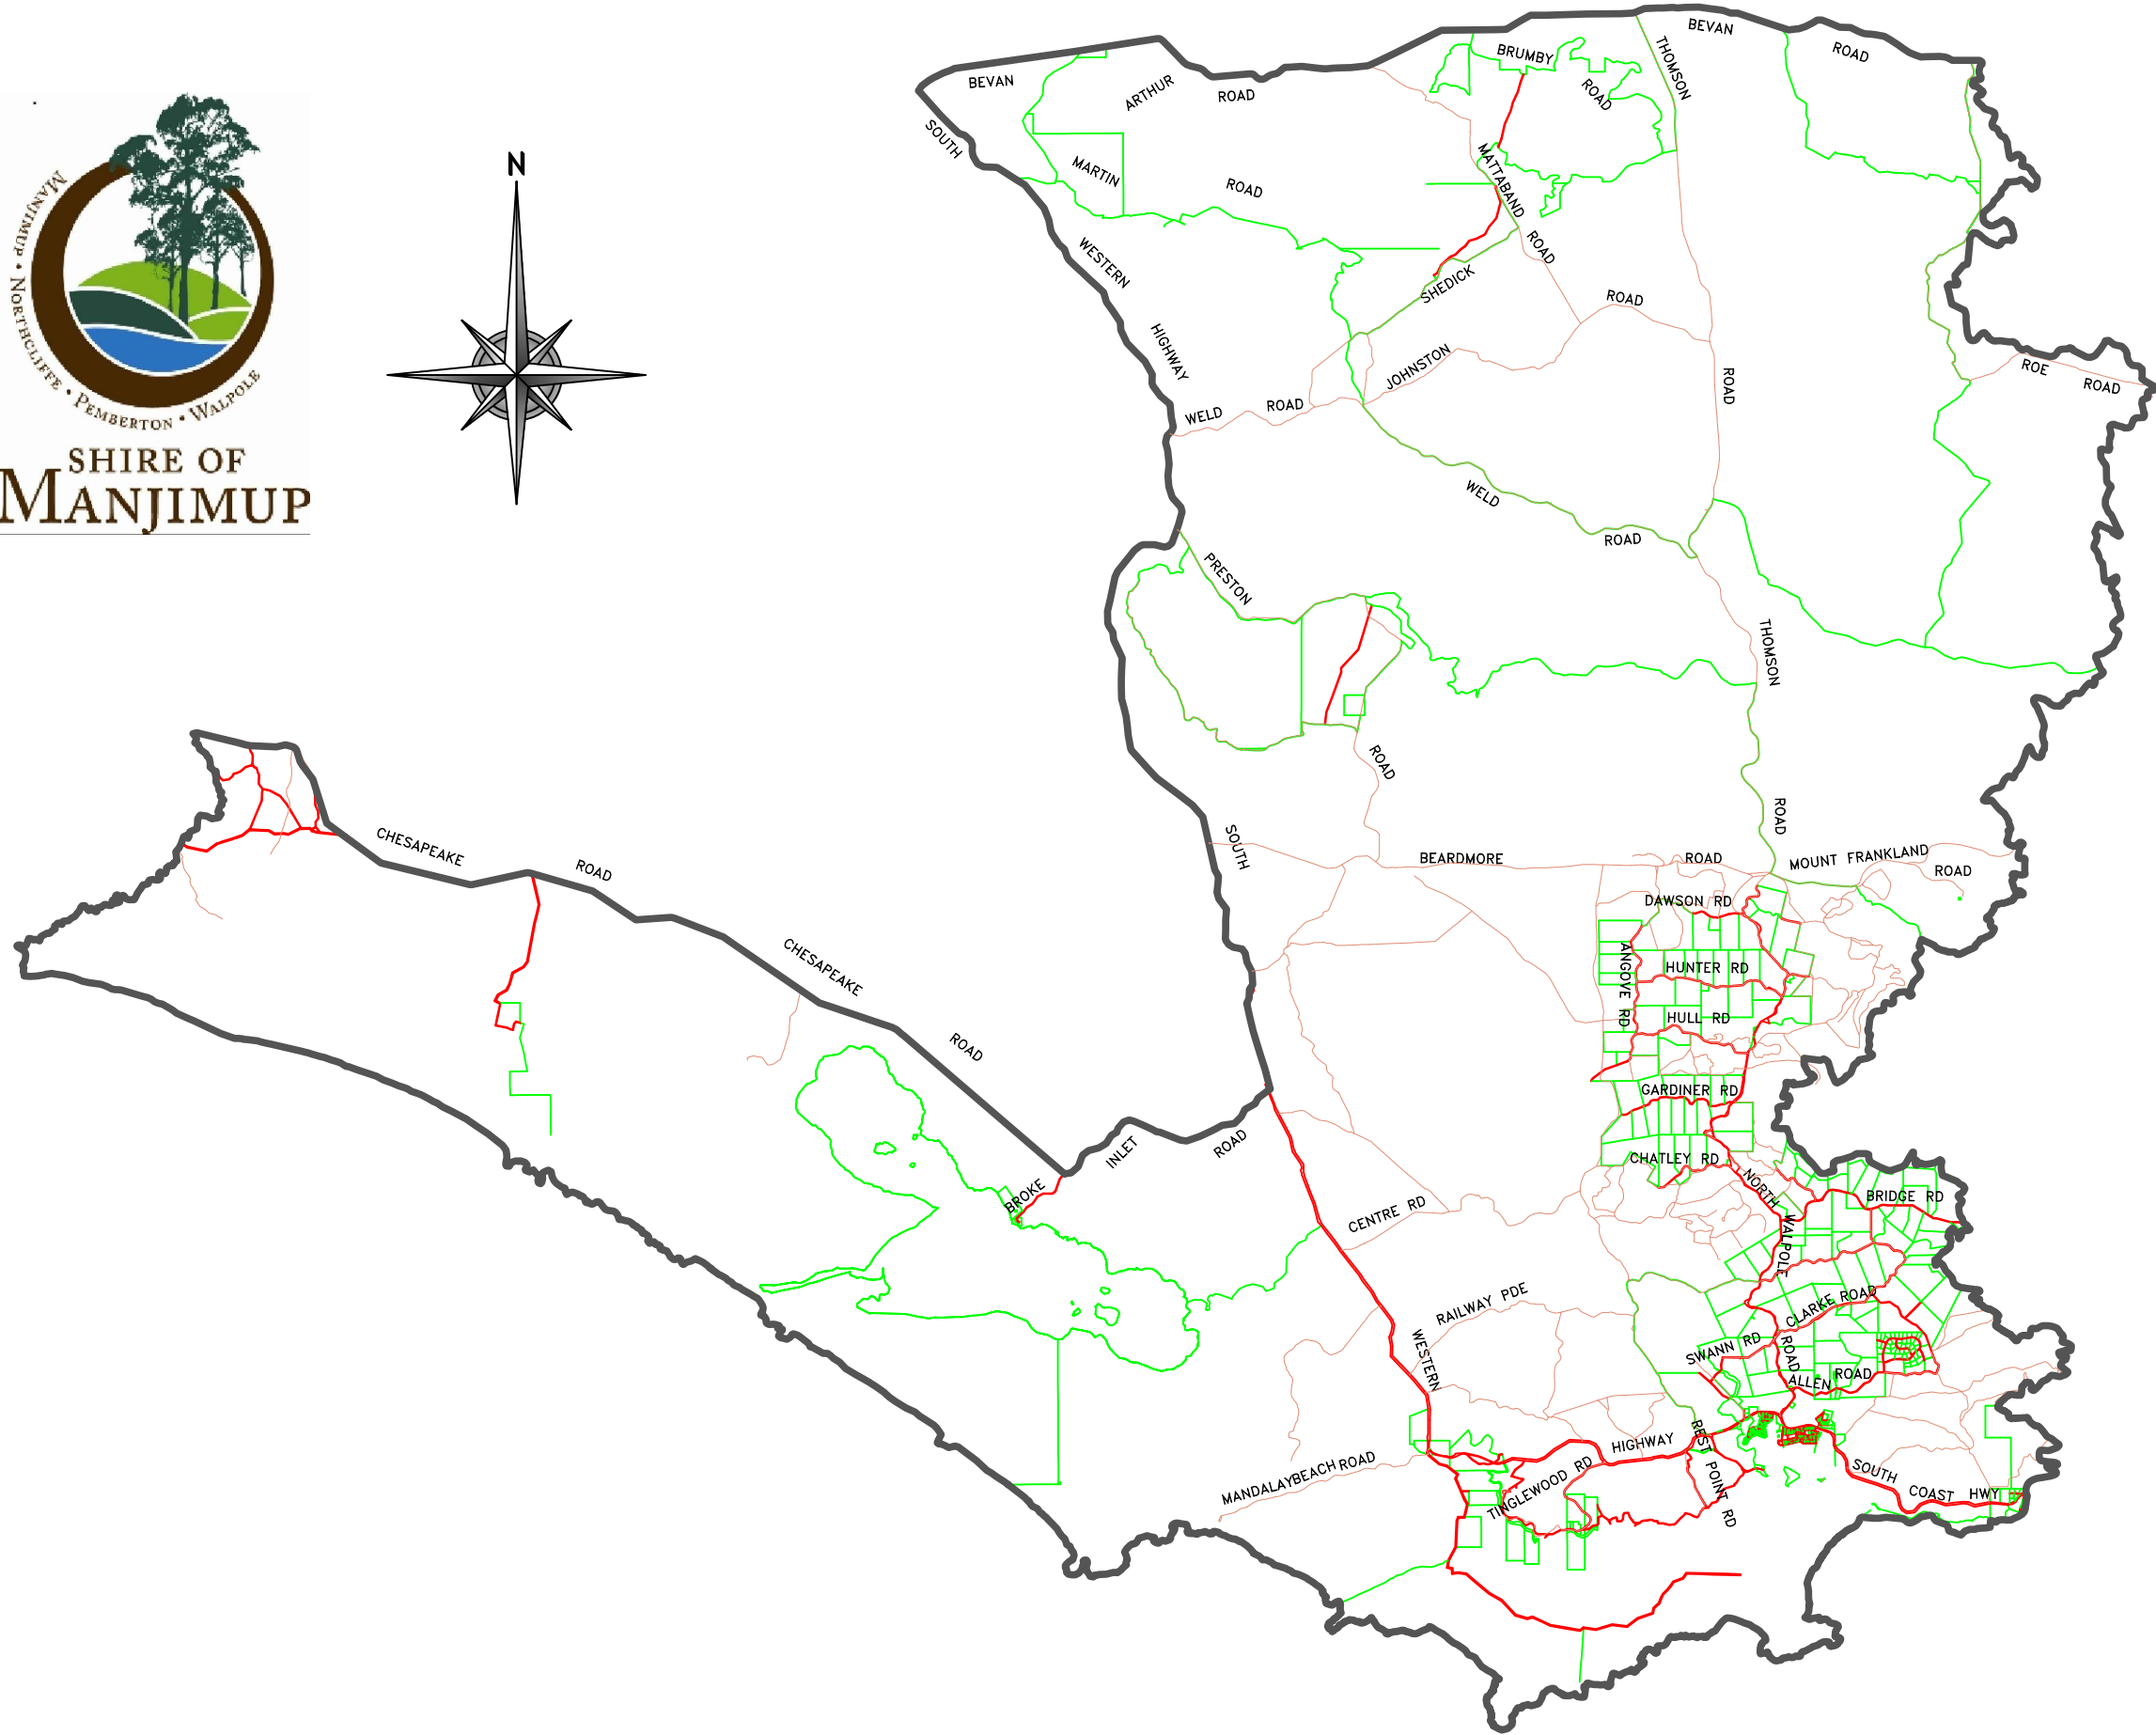 MANJIMUP • NORTHCLIFFE • PEMBERTON • WALPOLE
SHIRE OF
MANJIMUP
N
BEVAN
ROAD
BEVAN
ARTHUR
ROAD
SOUTH
MARTIN
ROAD
BRUMBY
ROAD
THOMSON
MATTABAND
ROAD
WESTERN
HIGHWAY
SHEDICK
ROAD
JOHNSTON
ROAD
ROE
ROAD
WELD
ROAD
WELD
ROAD
PRESTON
THOMSON
ROAD
ROAD
SOUTH
BEARDMORE
ROAD
MOUNT FRANKLAND
ROAD
CHESAPEAKE
ROAD
DAWSON RD
ANGOVE RD
HUNTER RD
HULL RD
GARDINER RD
CHATLEY RD
CHESAPEAKE
ROAD
INLET
ROAD
BROKE
CENTRE RD
NORTH
WALPOLE
ROAD
BRIDGE RD
RAILWAY PDE
CLARKE ROAD
SWANN RD
ALLEN
ROAD
WESTERN
HIGHWAY
REST POINT RD
MANDALAY BEACH ROAD
TINGLEWOOD RD
SOUTH
COAST HWY